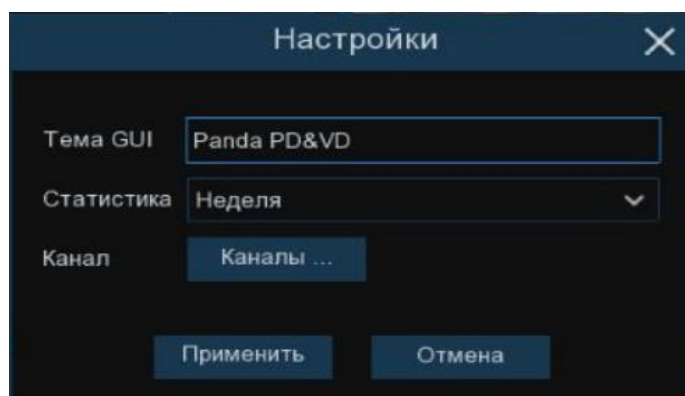 Настройки
Тема GUI Panda PD&VD
Статистика Неделя
Канал Каналы ...
Применить Отмена